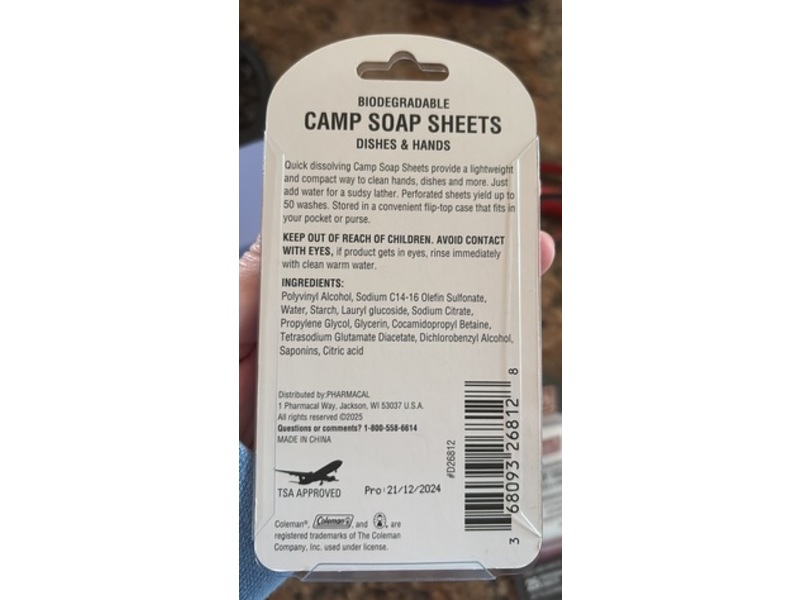 BIODEGRADABLE
CAMP SOAP SHEETS
DISHES & HANDS
Quick dissolving Camp Soap Sheets provide a lightweight
and compact way to clean hands, dishes and more. Just
add water for a sudsy lather. Perforated sheets yield up to
50 washes. Stored in a convenient flip-top case that fits in
your pocket or purse.
KEEP OUT OF REACH OF CHILDREN. AVOID CONTACT
WITH EYES, if product gets in eyes, rinse immediately
with clean warm water.
INGREDIENTS:
Polyvinyl Alcohol, Sodium C14-16 Olefin Sulfonate,
Water, Starch, Lauryl glucoside, Sodium Citrate,
Propylene Glycol, Glycerin, Cocamidopropyl Betaine,
Tetrasodium Glutamate Diacetate, Dichlorobenzyl Alcohol,
Saponins, Citric acid
Distributed by:PHARMACAL
1 Pharmacal Way, Jackson, WI 53037 U.S.A.
All rights reserved ©2025
Questions or comments? 1-800-558-6614
MADE IN CHINA
#D26812
3 68093 26812 8
TSA APPROVED
Pro:21/12/2024
Coleman®, Coleman®, and , are
registered trademarks of The Coleman
Company, Inc. used under license.